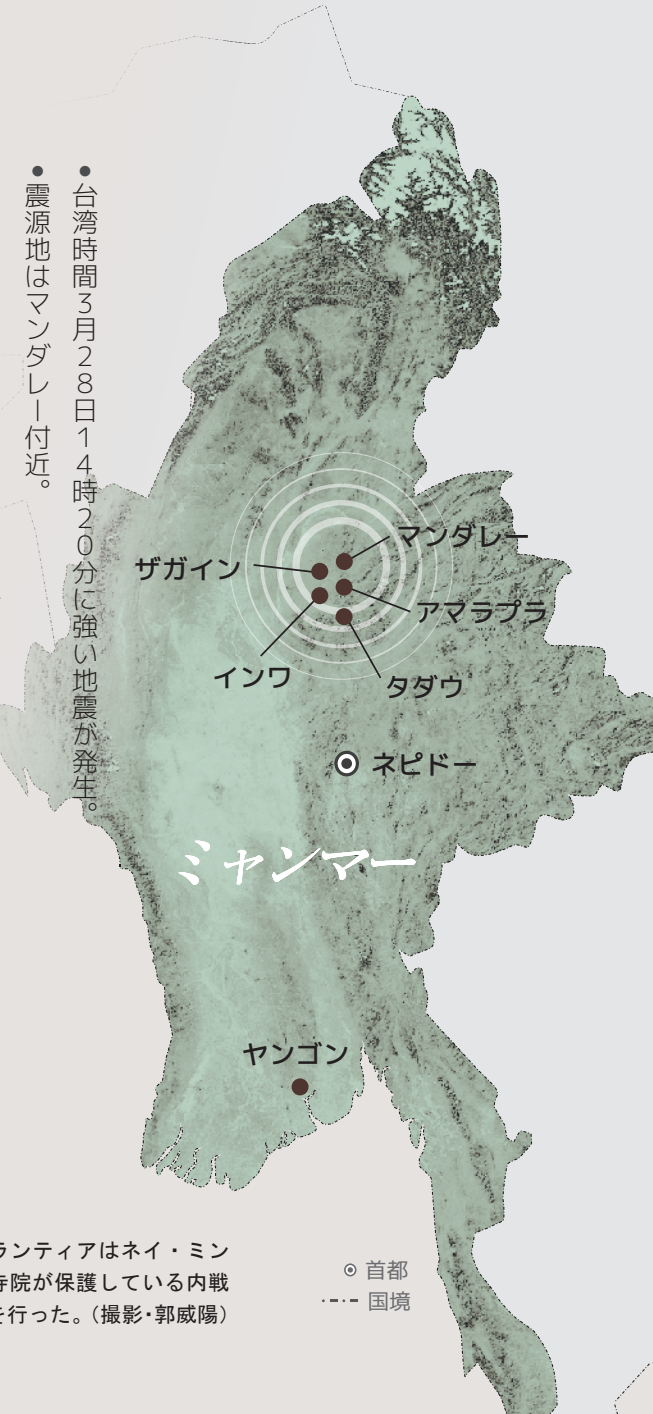 ●台湾時間3月28日14時20分に強い地震が発生。
●震源地はマンダレー付近。
マンダレー
ザガイン
アマラプラ
インワ
タダウ
ネピドー
ミャンマー
ヤンゴン
ランティアはネイ・ミン
寺院が保護している内戦
を行った。（撮影・郭威陽）
首都
国境